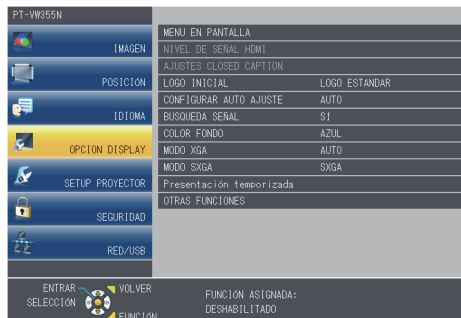 PT-VW355N
IMAGEN
POSICIÓN
IDIOMA
OPCION DISPLAY
SETUP PROYECTOR
SEGURIDAD
RED/USB
MENU EN PANTALLA
NIVEL DE SEÑAL HDMI
AJUSTES CLOSED CAPTION
LOGO INICIAL LOGO ESTANDAR
CONFIGURAR AUTO AJUSTE AUTO
BUSQUEDA SEÑAL SÍ
COLOR FONDO AZUL
MODO XGA AUTO
MODO SXGA SXGA
Presentación temporizada
OTRAS FUNCIONES
ENTRAR VOLVER
SELECCIÓN
FUNCIÓN
FUNCIÓN ASIGNADA:
DESHABILITADO